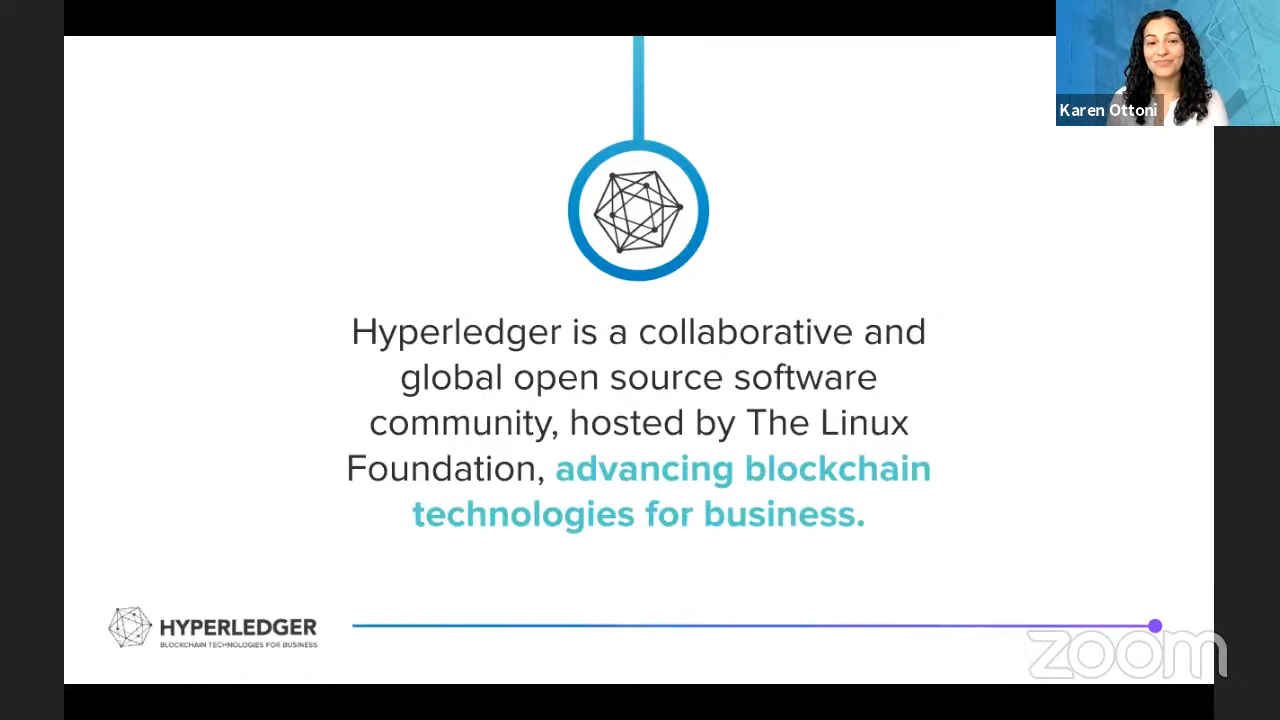 Karen Ottoni
Hyperledger is a collaborative and
global open source software
community, hosted by The Linux
Foundation, advancing blockchain
technologies for business.
HYPERLEDGER
BLOCKCHAIN TECHNOLOGIES FOR BUSINESS
zoom